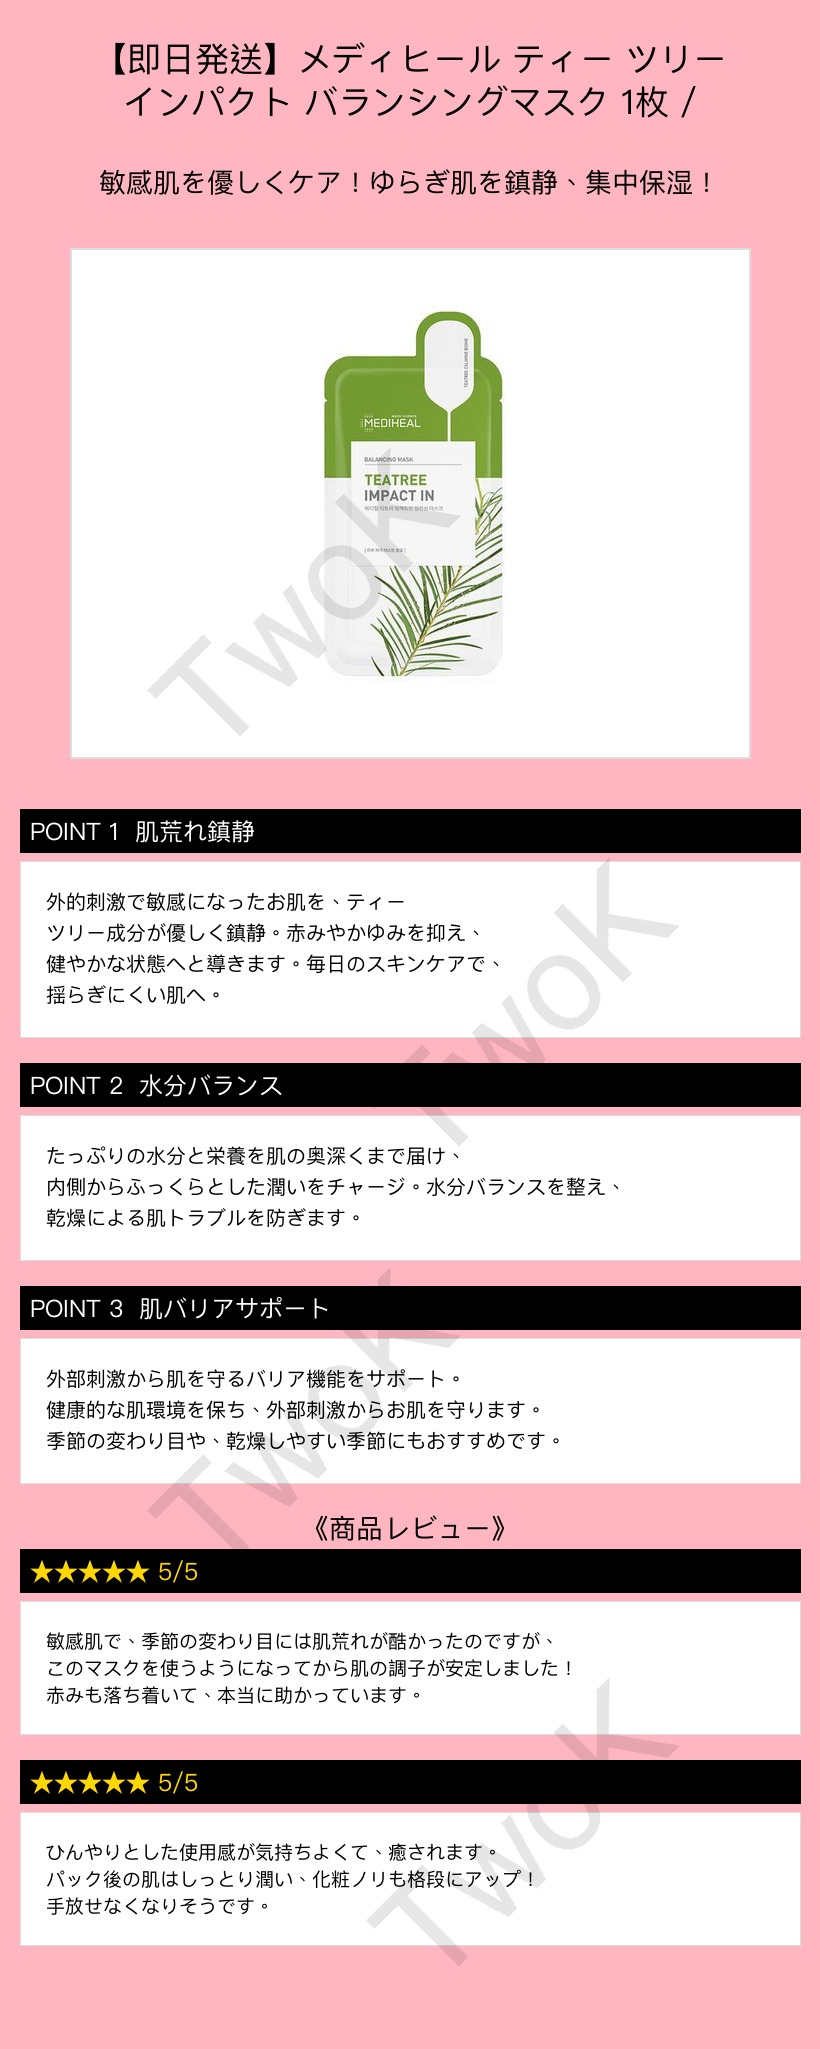 【即日発送】メディヒール ティー ツリー
インパクト バランシングマスク 1枚 /
敏感肌を優しくケア！ゆらぎ肌を鎮静、集中保湿！
TEATREE CALMING BIOME
MASK SCIENCE
MEDIHEAL
BALANCING MASK
TEATREE
IMPACT IN
메디힐 티트리 임팩트인 밸런싱 마스크
TwoK
POINT 1 肌荒れ鎮静
外的刺激で敏感になったお肌を、ティー
ツリー成分が優しく鎮静。赤みやかゆみを抑え、
健やかな状態へと導きます。毎日のスキンケアで、
揺らぎにくい肌へ。
TwoK
POINT 2 水分バランス
たっぷりの水分と栄養を肌の奥深くまで届け、
内側からふっくらとした潤いをチャージ。水分バランスを整え、
乾燥による肌トラブルを防ぎます。
POINT 3 肌バリアサポート
外部刺激から肌を守るバリア機能をサポート。
健康的な肌環境を保ち、外部刺激からお肌を守ります。
季節の変わり目や、乾燥しやすい季節にもおすすめです。
TwoK
《商品レビュー》
★★★★★ 5/5
敏感肌で、季節の変わり目には肌荒れが酷かったのですが、
このマスクを使うようになってから肌の調子が安定しました！
赤みも落ち着いて、本当に助かっています。
★★★★★ 5/5
ひんやりとした使用感が気持ちよくて、癒されます。
パック後の肌はしっとり潤い、化粧ノリも格段にアップ！
手放せなくなりそうです。
TwoK